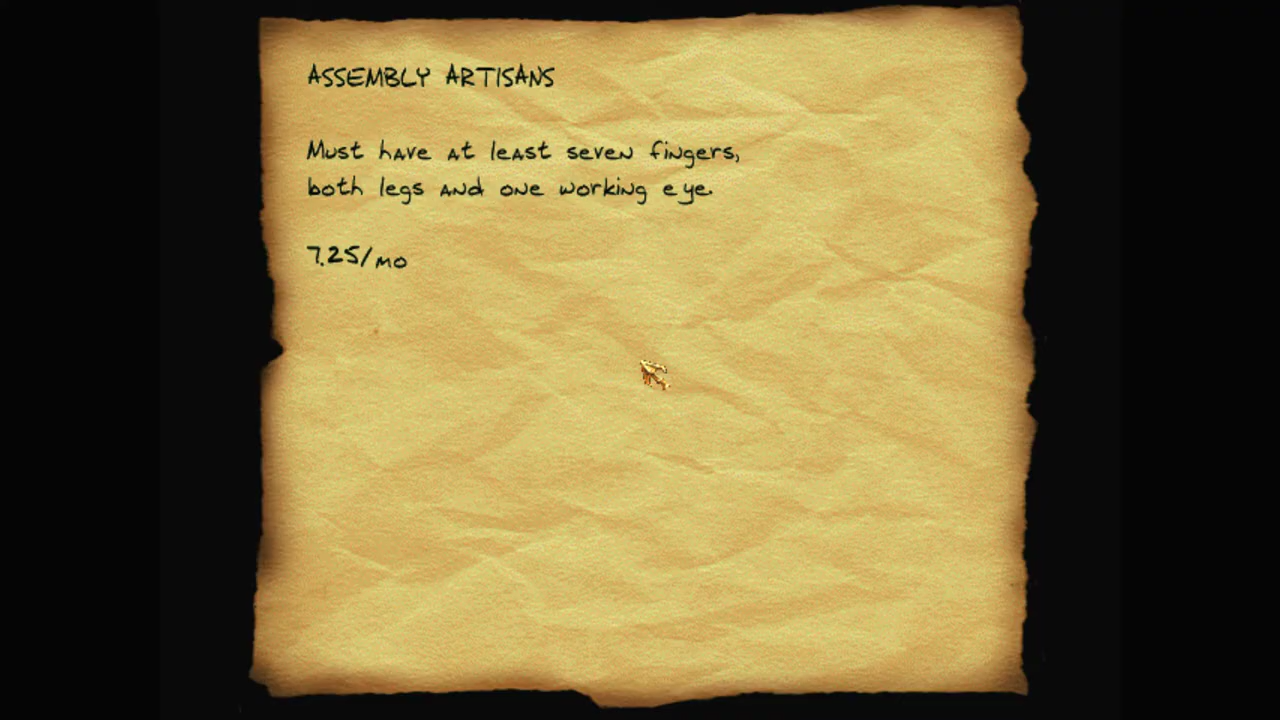 ASSEMBLY ARTISANS
Must have at least seven fingers,
both legs and one working eye.
7.25/mo